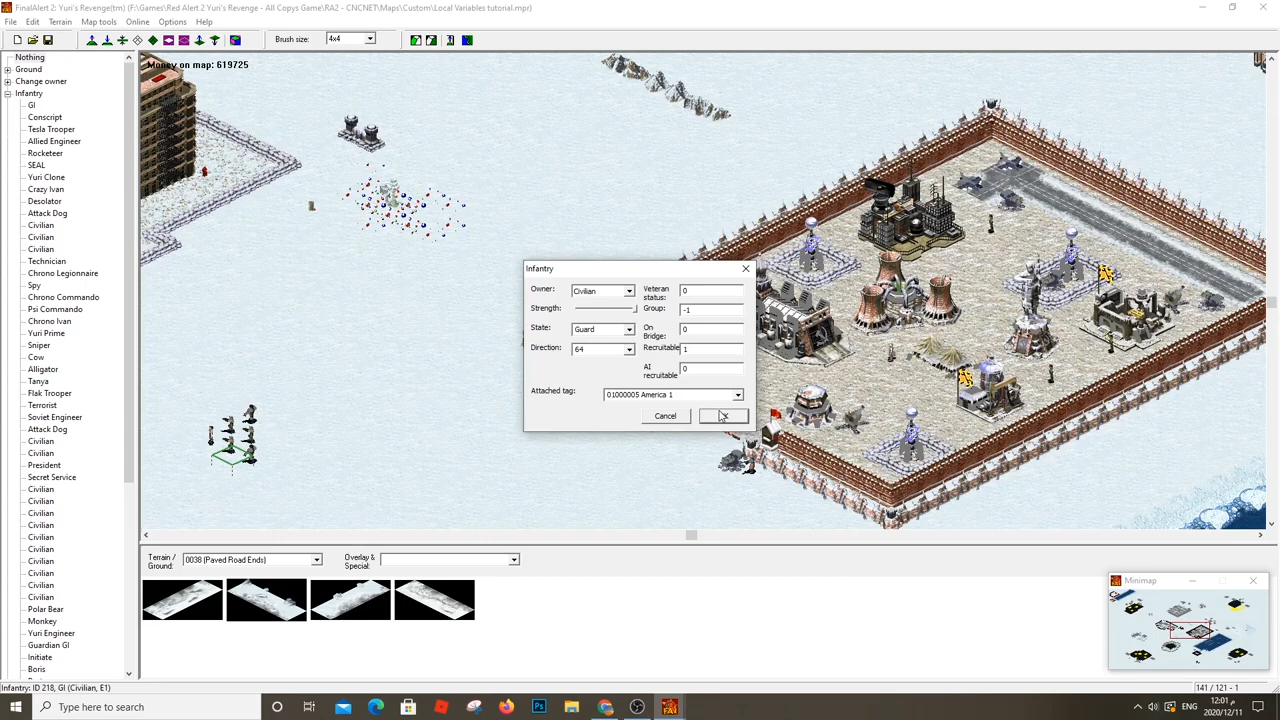 FinalAlert 2: Yuri's Revenge(tm) (F:\Games\Red Alert 2 Yuri's Revenge - All Copys Game\RA2 - CNCNET\Maps\Custom\Local Variables tutorial.mpr)
File Edit Terrain Map tools Online Options Help
Brush size: 4x4
Money on map: 619725
Nothing
Ground
Change owner
Infantry
GI
Conscript
Tesla Trooper
Allied Engineer
Rocketeer
SEAL
Yuri Clone
Crazy Ivan
Desolator
Attack Dog
Civilian
Civilian
Civilian
Technician
Chrono Legionnaire
Spy
Chrono Commando
Psi Commando
Chrono Ivan
Yuri Prime
Sniper
Cow
Alligator
Tanya
Flak Trooper
Terrorist
Soviet Engineer
Attack Dog
Civilian
Civilian
President
Secret Service
Civilian
Civilian
Civilian
Civilian
Civilian
Civilian
Civilian
Civilian
Civilian
Civilian
Polar Bear
Monkey
Yuri Engineer
Guardian GI
Initiate
Boris
Infantry
Owner: Civilian
Veteran status: 0
Strength:
Group: -1
State: Guard
On Bridge: 0
Direction: 64
Recruitable 1
AI recruitable 0
Attached tag: 01000005 America 1
Cancel
Terrain / Ground: 0038 (Paved Road Ends)
Overlay & Special:
Minimap
Infantry: ID 218, GI (Civilian, E1)
141 / 121 - 1
Type here to search
Ps
FA2
ENG
12:01 م
2020/12/11